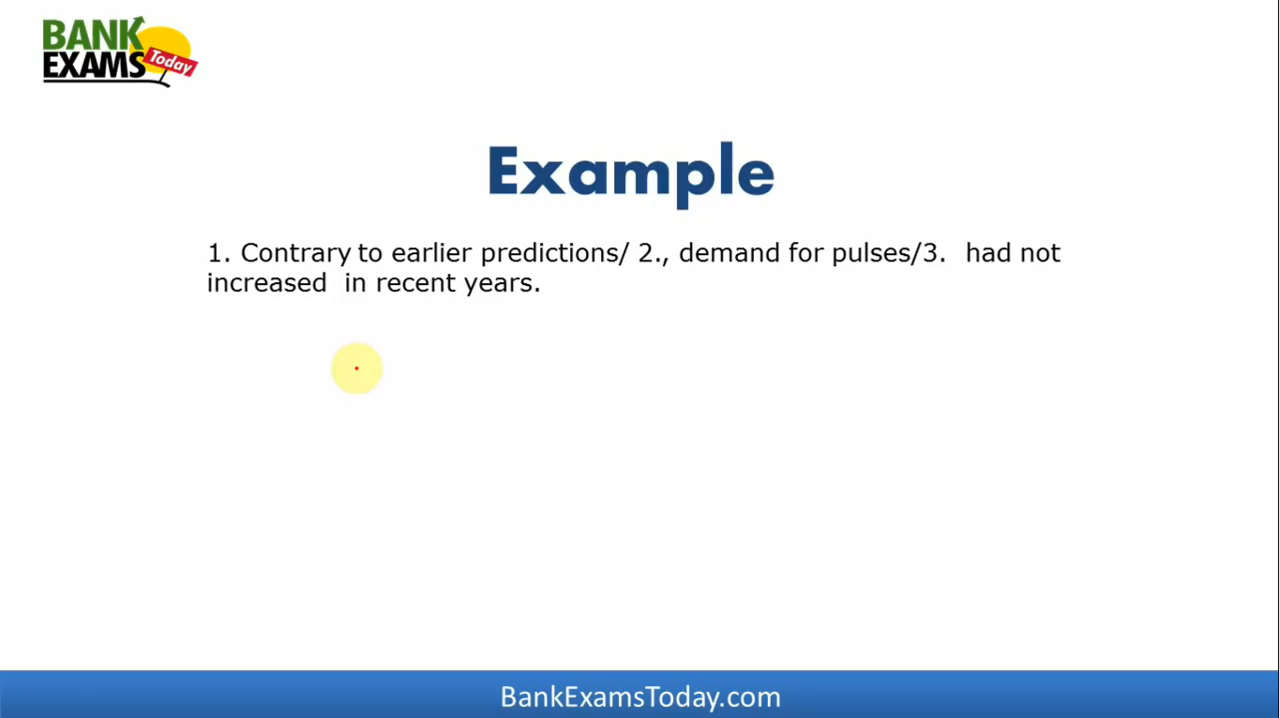 BANK
EXAMS Today
Example
1. Contrary to earlier predictions/ 2., demand for pulses/3.  had not
increased  in recent years.
BankExamsToday.com